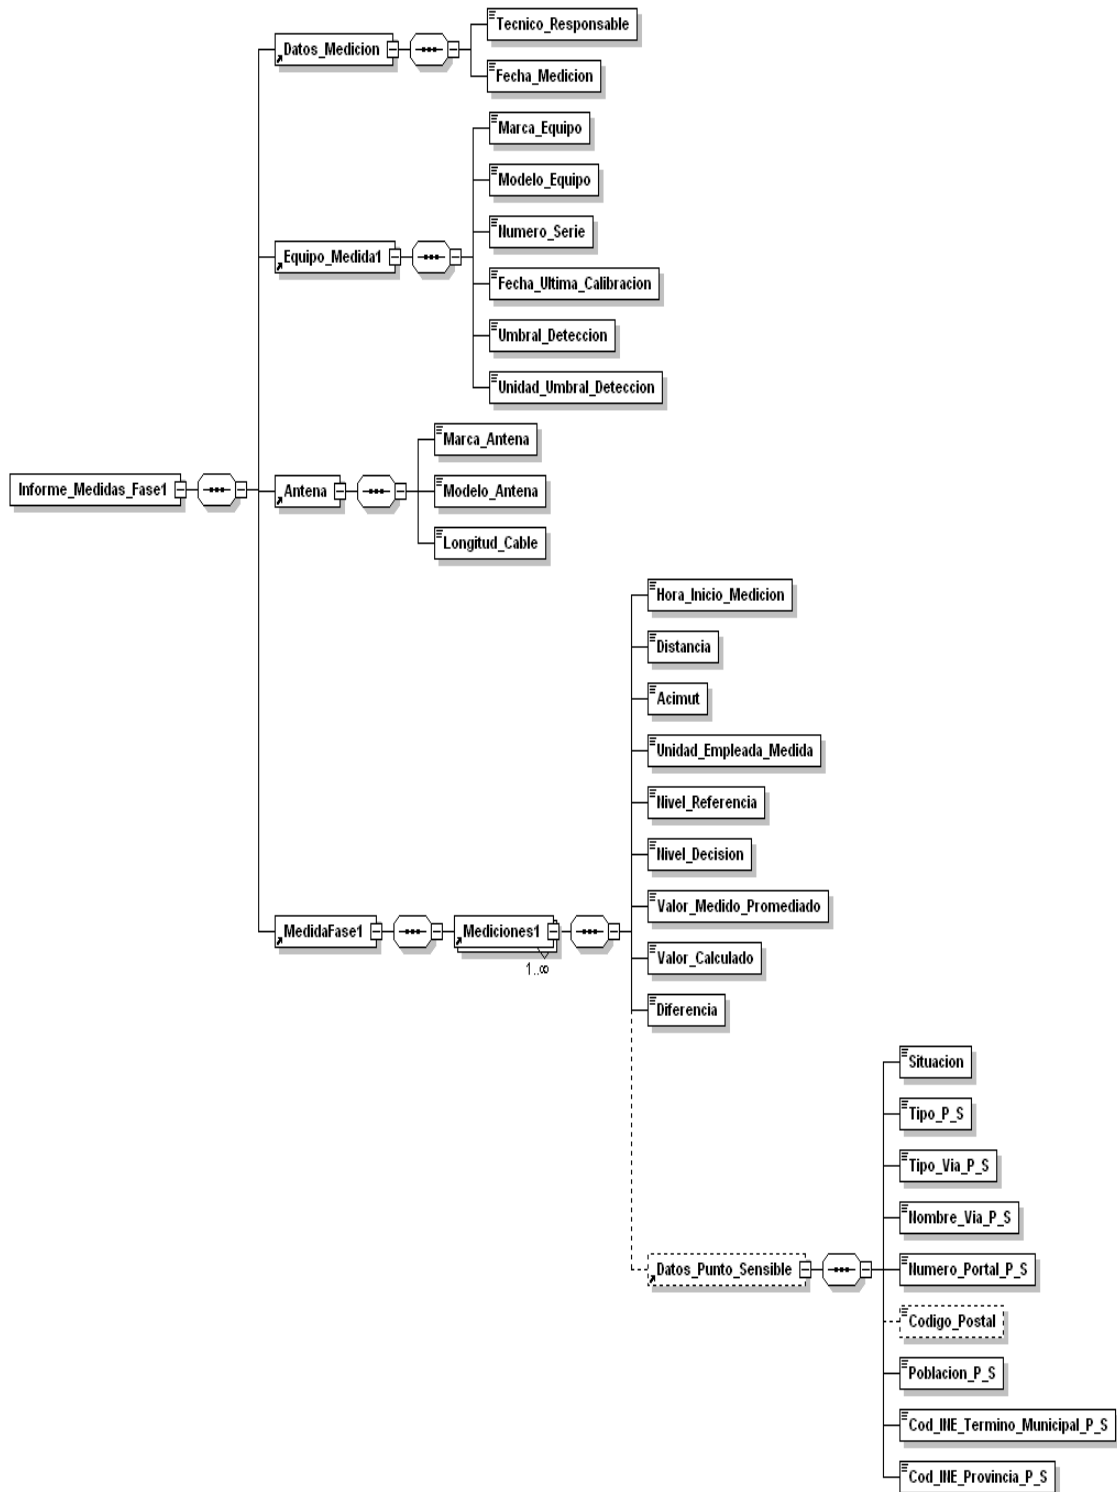 Tecnico_Responsable
Datos_Medicion
Fecha_Medicion
Marca_Equipo
Modelo_Equipo
Numero_Serie
Equipo_Medida1
Fecha_Ultima_Calibracion
Umbral_Deteccion
Unidad_Umbral_Deteccion
Marca_Antena
Informe_Medidas_Fase1
Antena
Modelo_Antena
Longitud_Cable
Hora_Inicio_Medicion
Distancia
Acimut
Unidad_Empleada_Medida
Nivel_Referencia
Nivel_Decision
Valor_Medido_Promediado
MedidaFase1
Mediciones1
1..∞
Valor_Calculado
Diferencia
Situacion
Tipo_P_S
Tipo_Via_P_S
Nombre_Via_P_S
Datos_Punto_Sensible
Numero_Portal_P_S
Codigo_Postal
Poblacion_P_S
Cod_INE_Termino_Municipal_P_S
Cod_INE_Provincia_P_S